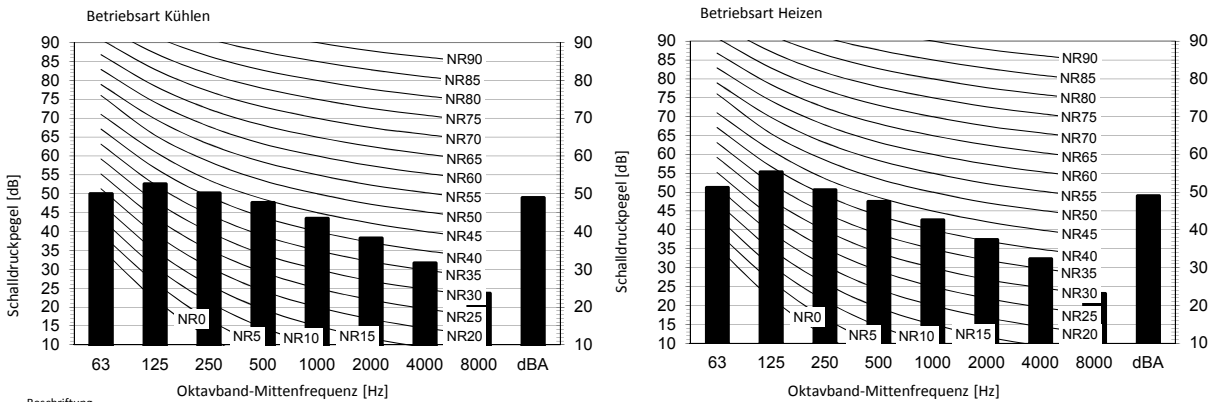 Betriebsart Kühlen
90
85
80
75
70
65
60
55
50
45
40
35
30
25
20
15
10
Schalldruckpegel [dB]
NR90
NR85
NR80
NR75
NR70
NR65
NR60
NR55
NR50
NR45
NR40
NR35
NR30
NR25
NR20
NR0
NR5
NR10
NR15
90
80
70
60
50
40
30
20
10
63 125 250 500 1000 2000 4000 8000 dBA
Oktavband-Mittenfrequenz [Hz]
Beschriftung
Betriebsart Heizen
90
85
80
75
70
65
60
55
50
45
40
35
30
25
20
15
10
Schalldruckpegel [dB]
NR90
NR85
NR80
NR75
NR70
NR65
NR60
NR55
NR50
NR45
NR40
NR35
NR30
NR25
NR20
NR0
NR5
NR10
NR15
90
80
70
60
50
40
30
20
10
63 125 250 500 1000 2000 4000 8000 dBA
Oktavband-Mittenfrequenz [Hz]